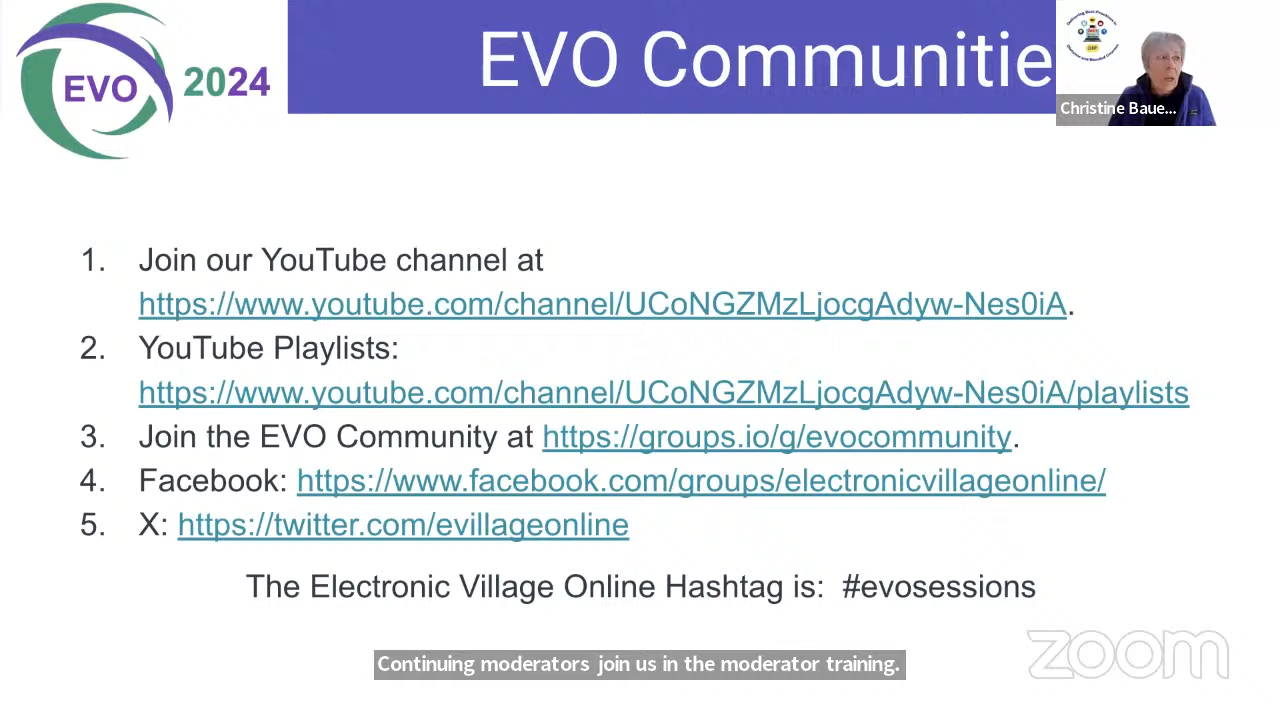 EVO
2024
EVO Communitie
Christine Baue...
1. Join our YouTube channel at
https://www.youtube.com/channel/UCoNGZMzLjocgAdyw-Nes0iA.
2. YouTube Playlists:
https://www.youtube.com/channel/UCoNGZMzLjocgAdyw-Nes0iA/playlists
3. Join the EVO Community at https://groups.io/g/evocommunity.
4. Facebook: https://www.facebook.com/groups/electronicvillageonline/
5. X: https://twitter.com/evillageonline
The Electronic Village Online Hashtag is: #evosessions
Continuing moderators join us in the moderator training.
zoom